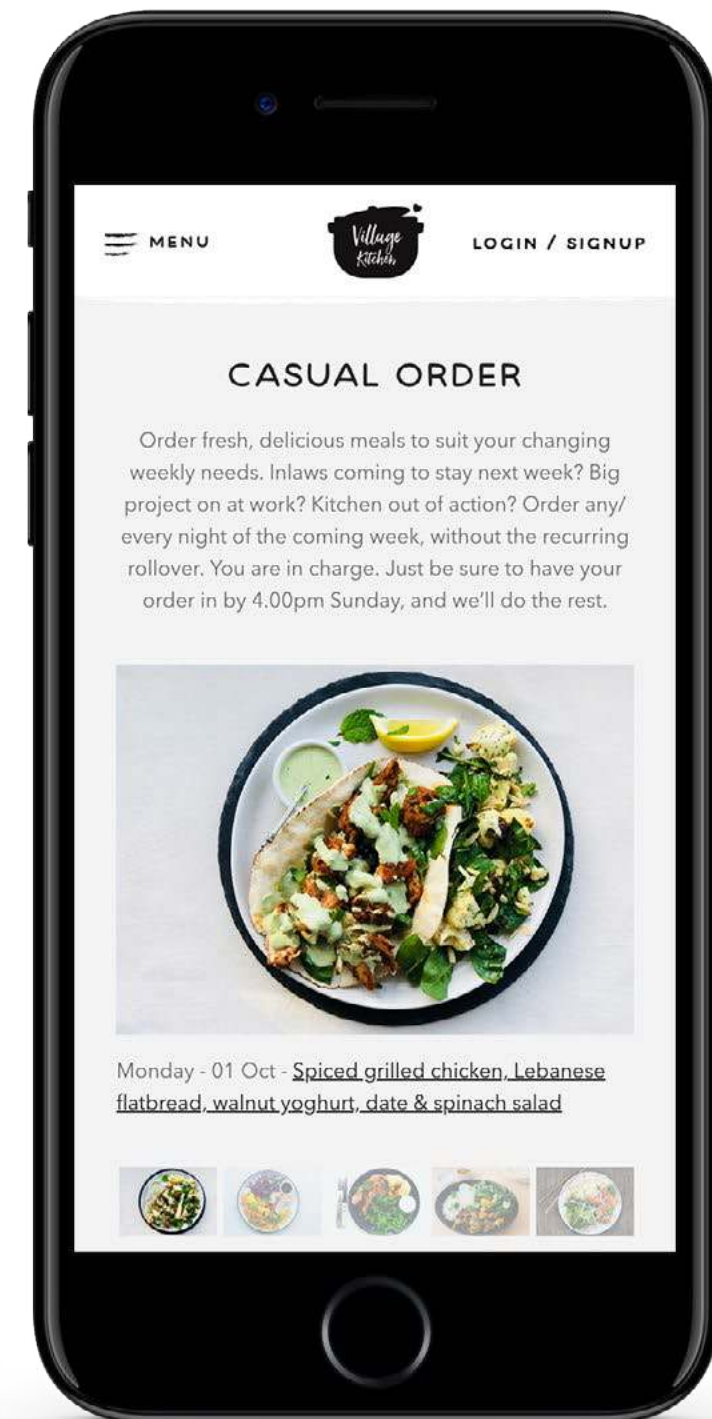 MENU
Village
Kitchen
LOGIN / SIGNUP
CASUAL ORDER
Order fresh, delicious meals to suit your changing
weekly needs. Inlaws coming to stay next week? Big
project on at work? Kitchen out of action? Order any/
every night of the coming week, without the recurring
rollover. You are in charge. Just be sure to have your
order in by 4.00pm Sunday, and we'll do the rest.
Monday - 01 Oct - Spiced grilled chicken, Lebanese
flatbread, walnut yoghurt, date & spinach salad